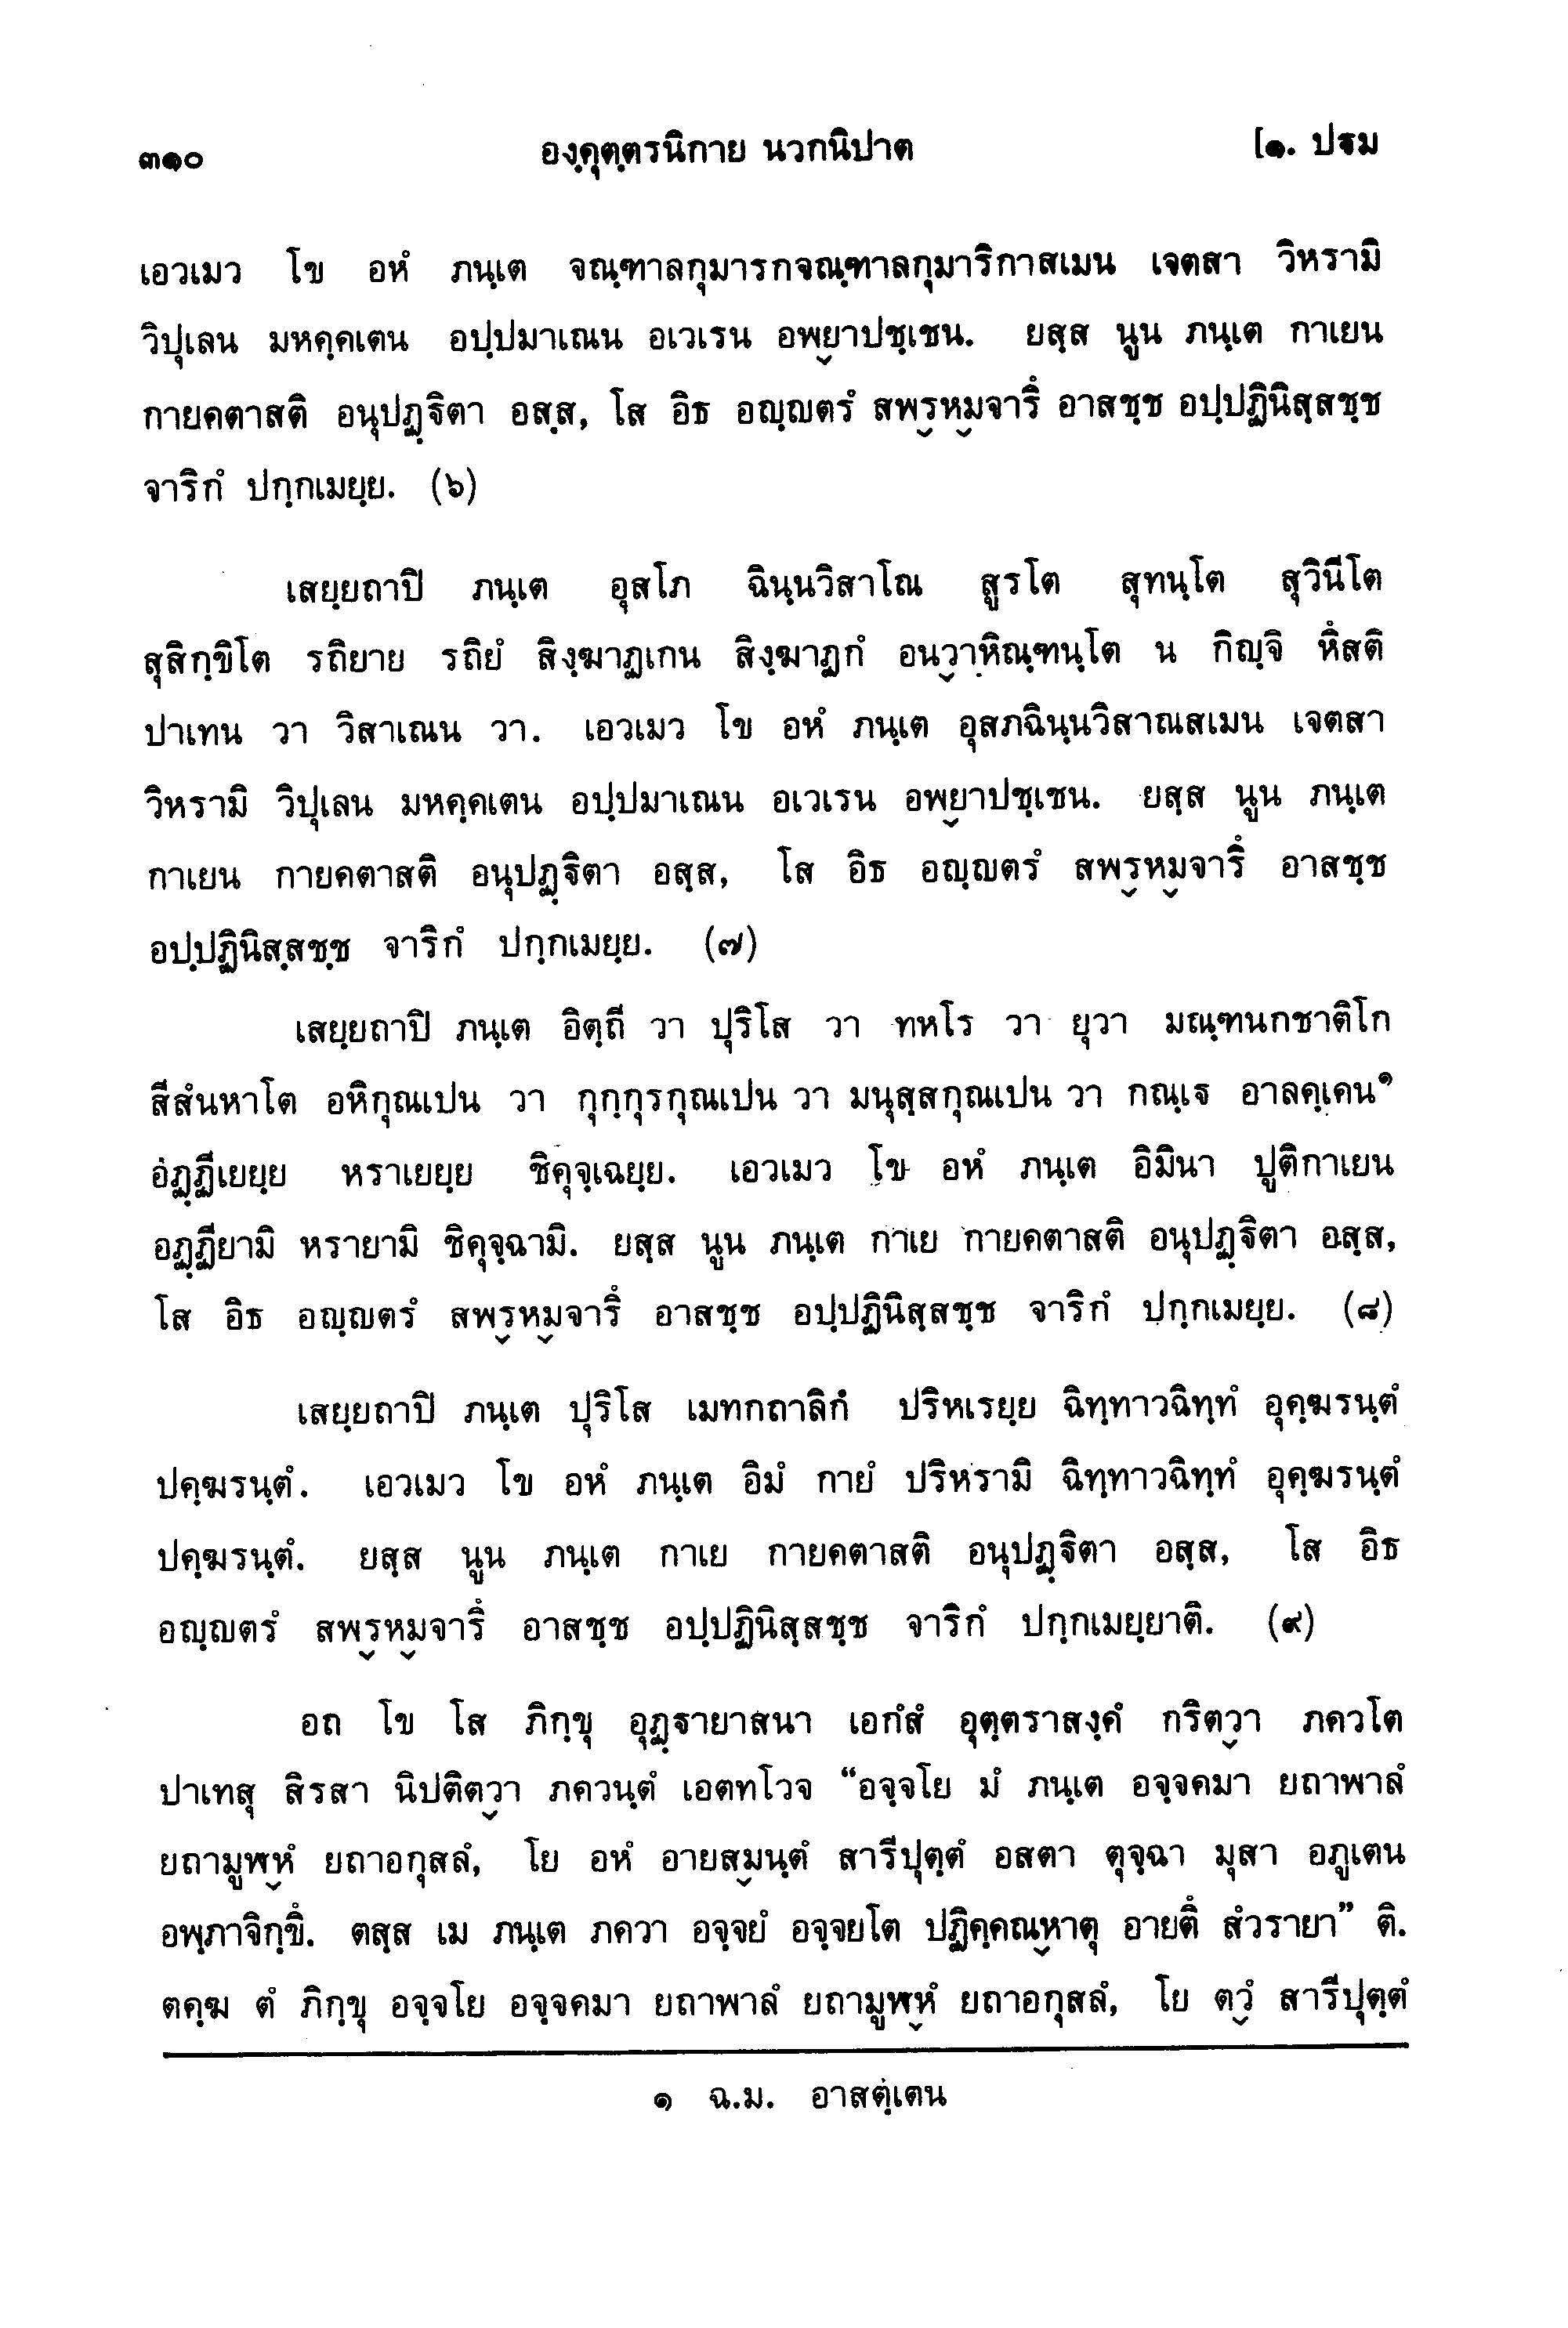 ๓๑๐ องฺคุตฺตรนิกาย นวกนิปาต [๑. ปฐม
เอวเมว โข อหํ ภนฺเต จณฺฑาลกุมารกจณฺฑาลกุมาริกาสเมน เจตสา วิหรามิ
วิปุเลน มหคฺคเตน อปฺปมาเณน อเวเรน อพฺยาปชฺเชน. ยสฺส นูน ภนฺเต กาเยน
กายคตาสติ อนุปฏฺฐิตา อสฺส, โส อิธ อญฺญตรํ สพฺรหฺมจารึ อาสชฺช อปฺปฏินิสฺสชฺช
จาริกํ ปกฺกเมยฺย. (๖)
เสยฺยถาปิ ภนฺเต อุสโภ ฉินฺนวิสาโณ สูรโต สุทนฺโต สุวินีโต
สุสิกฺขิโต รถิยาย รถิยํ สิงฺฆาฏเกน สิงฺฆาฏกํ อนฺวาหิณฺฑนฺโต น กิญฺจิ หึสติ
ปาเทน วา วิสาเณน วา. เอวเมว โข อหํ ภนฺเต อุสภฉินฺนวิสาณสเมน เจตสา
วิหรามิ วิปุเลน มหคฺคเตน อปฺปมาเณน อเวเรน อพฺยาปชฺเชน. ยสฺส นูน ภนฺเต
กาเยน กายคตาสติ อนุปฏฺฐิตา อสฺส, โส อิธ อญฺญตรํ สพฺรหฺมจารึ อาสชฺช
อปฺปฏินิสฺสชฺช จาริกํ ปกฺกเมยฺย. (๗)
เสยฺยถาปิ ภนฺเต อิตฺถี วา ปุริโส วา ทหโร วา ยุวา มณฺฑนกชาติโก
สีสํนหาโต อหิกุณเปน วา กุกฺกุรกุณเปน วา มนุสฺสกุณเปน วา กณฺเฐ อาลคฺเคน๑
อฏฺฏีเยยฺย หราเยยฺย ชิคุจฺเฉยฺย. เอวเมว โข อหํ ภนฺเต อิมินา ปูติกาเยน
อฏฺฏียามิ หรายามิ ชิคุจฺฉามิ. ยสฺส นูน ภนฺเต กาเย กายคตาสติ อนุปฏฺฐิตา อสฺส,
โส อิธ อญฺญตรํ สพฺรหฺมจารึ อาสชฺช อปฺปฏินิสฺสชฺช จาริกํ ปกฺกเมยฺย. (๘)
เสยฺยถาปิ ภนฺเต ปุริโส เมทกถาลิกํ ปริหเรยฺย ฉิทฺทาวฉิทฺทํ อุคฺฆรนฺตํ
ปคฺฆรนฺตํ. เอวเมว โข อหํ ภนฺเต อิมํ กายํ ปริหรามิ ฉิทฺทาวฉิทฺทํ อุคฺฆรนฺตํ
ปคฺฆรนฺตํ. ยสฺส นูน ภนฺเต กาเย กายคตาสติ อนุปฏฺฐิตา อสฺส, โส อิธ
อญฺญตรํ สพฺรหฺมจารึ อาสชฺช อปฺปฏินิสฺสชฺช จาริกํ ปกฺกเมยฺยาติ. (๙)
อถ โข โส ภิกฺขุ อุฏฺฐายาสนา เอกํสํ อุตฺตราสงฺคํ กริตฺวา ภควโต
ปาเทสุ สิรสา นิปติตฺวา ภควนฺตํ เอตทโวจ “อจฺจโย มํ ภนฺเต อจฺจคมา ยถาพาลํ
ยถามูฬฺหํ ยถาอกุสลํ, โย อหํ อายสฺมนฺตํ สารีปุตฺตํ อสตา ตุจฺฉา มุสา อภูเตน
อพฺภาจิกฺขึ. ตสฺส เม ภนฺเต ภควา อจฺจยํ อจฺจยโต ปฏิคฺคณฺหาตุ อายตึ สํวรายา” ติ.
ตคฺฆ ตํ ภิกฺขุ อจฺจโย อจฺจคมา ยถาพาลํ ยถามูฬฺหํ ยถาอกุสลํ, โย ตฺวํ สารีปุตฺตํ
๑ ฉ.ม. อาสตฺเตน